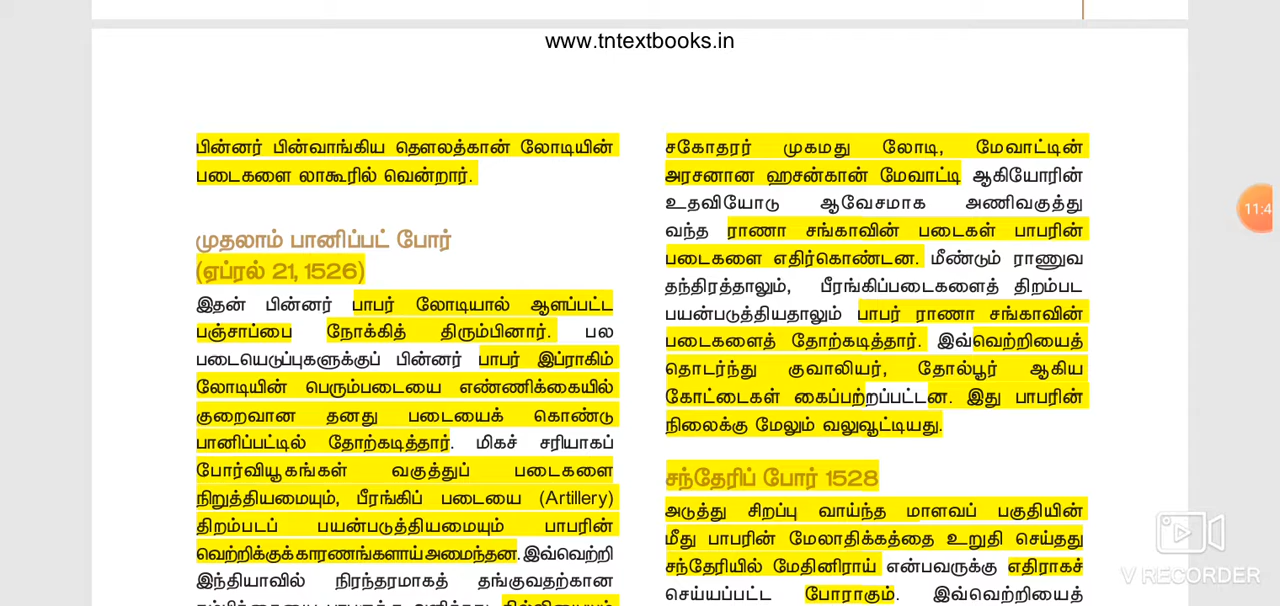 www.tntextbooks.in
பின்னர் பின்வாங்கிய தௌலத்கான் லோடியின்
படைகளை லாகூரில் வென்றார்.
முதலாம் பானிப்பட் போர்
(ஏப்ரல் 21, 1526)
இதன் பின்னர் பாபர் லோடியால் ஆளப்பட்ட
பஞ்சாப்பை நோக்கித் திரும்பினார். பல
படையெடுப்புகளுக்குப் பின்னர் பாபர் இப்ராகிம்
லோடியின் பெரும்படையை எண்ணிக்கையில்
குறைவான தனது படையைக் கொண்டு
பானிப்பட்டில் தோற்கடித்தார். மிகச் சரியாகப்
போர்வியூகங்கள் வகுத்துப் படைகளை
நிறுத்தியமையும், பீரங்கிப் படையை (Artillery)
திறம்படப் பயன்படுத்தியமையும் பாபரின்
வெற்றிக்குக் காரணங்களாய் அமைந்தன. இவ்வெற்றி
இந்தியாவில் நிரந்தரமாகத் தங்குவதற்கான
சகோதரர் முகமது லோடி, மேவாட்டின்
அரசனான ஹசன்கான் மேவாட்டி ஆகியோரின்
உதவியோடு ஆவேசமாக அணிவகுத்து
வந்த ராணா சங்காவின் படைகள் பாபரின்
படைகளை எதிர்கொண்டன. மீண்டும் ராணுவ
தந்திரத்தாலும், பீரங்கிப்படைகளைத் திறம்பட
பயன்படுத்தியதாலும் பாபர் ராணா சங்காவின்
படைகளைத் தோற்கடித்தார். இவ்வெற்றியைத்
தொடர்ந்து குவாலியர், தோல்பூர் ஆகிய
கோட்டைகள் கைப்பற்றப்பட்டன. இது பாபரின்
நிலைக்கு மேலும் வலுவூட்டியது.
சந்தேரிப் போர் 1528
அடுத்து சிறப்பு வாய்ந்த மாளவப் பகுதியின்
மீது பாபரின் மேலாதிக்கத்தை உறுதி செய்தது
சந்தேரியில் மேதினிராய் என்பவருக்கு எதிராகச்
செய்யப்பட்ட போராகும். இவ்வெற்றியைத்
11:4
V RECORDER